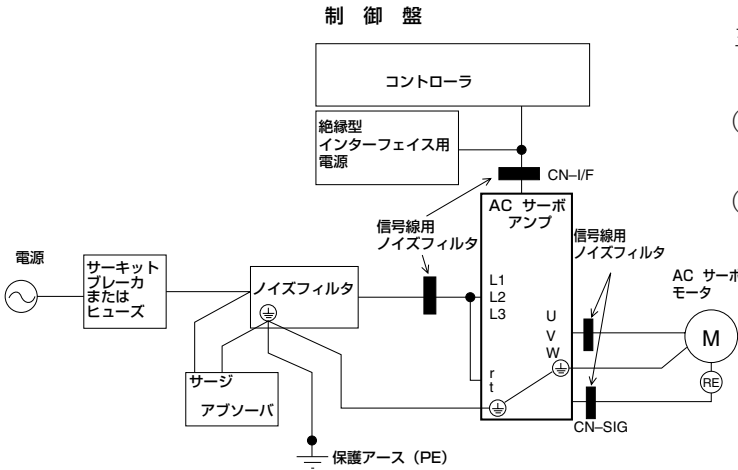 制 御 盤
コントローラ
絶縁型
インターフェイス用
電源
CN–I/F
AC サーボ
アンプ
信号線用
ノイズフィルタ
信号線用
ノイズフィルタ
電源
サーキット
ブレーカ
または
ヒューズ
ノイズフィルタ
L1
L2
L3
U
V
W
r
t
AC サーボ
モータ
M
RE
サージ
アブソーバ
CN–SIG
保護アース（PE）